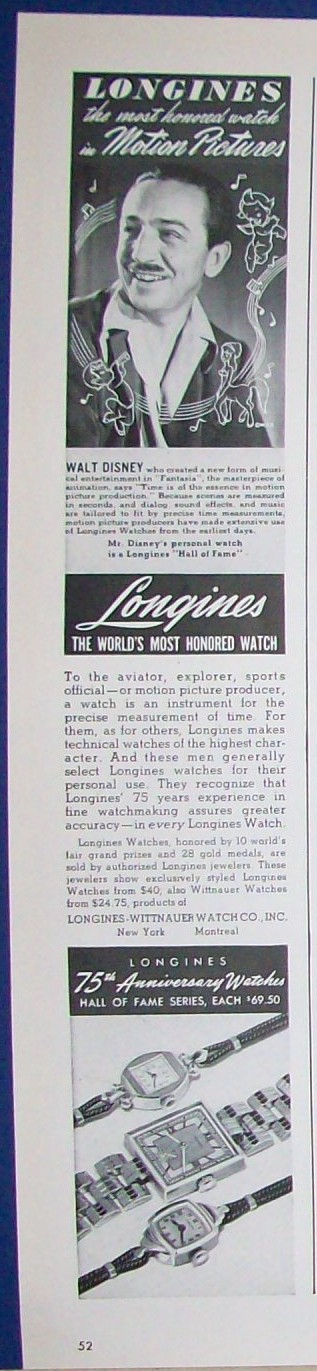 LONGINES
the most honored watch
in Motion Pictures
WALT DISNEY who created a new form of musi-
cal entertainment in "Fantasia", the masterpiece of
animation, says "Time is of the essence in motion
picture production." Because scenes are measured
in seconds, and dialog, sound effects, and music
are tailored to fit by precise time measurements,
motion picture producers have made extensive use
of Longines Watches from the earliest days.
Mr. Disney's personal watch
is a Longines "Hall of Fame"
Longines
THE WORLD'S MOST HONORED WATCH
To the aviator, explorer, sports
official—or motion picture producer,
a watch is an instrument for the
precise measurement of time. For
them, as for others, Longines makes
technical watches of the highest char-
acter. And these men generally
select Longines watches for their
personal use. They recognize that
Longines' 75 years experience in
fine watchmaking assures greater
accuracy—in every Longines Watch.
Longines Watches, honored by 10 world's
fair grand prizes and 28 gold medals, are
sold by authorized Longines jewelers. These
jewelers show exclusively styled Longines
Watches from $40; also Wittnauer Watches
from $24.75, products of
LONGINES-WITTNAUER WATCH CO., INC.
New York Montreal
LONGINES
75th Anniversary Watches
HALL OF FAME SERIES, EACH $69.50
52